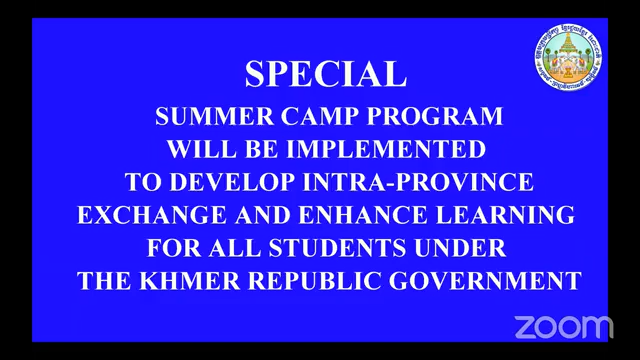 SPECIAL
SUMMER CAMP PROGRAM
WILL BE IMPLEMENTED
TO DEVELOP INTRA-PROVINCE
EXCHANGE AND ENHANCE LEARNING
FOR ALL STUDENTS UNDER
THE KHMER REPUBLIC GOVERNMENT
zoom